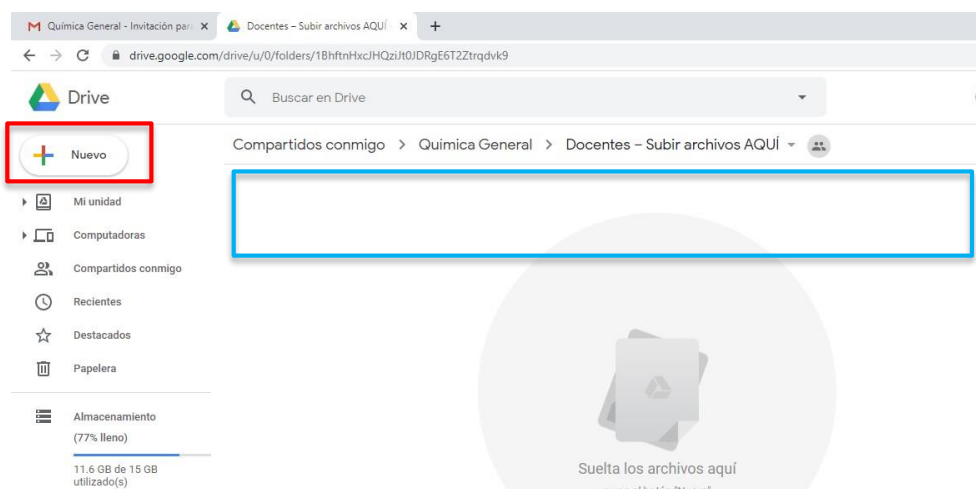 Química General - Invitación par
Docentes – Subir archivos AQUÍ
drive.google.com/drive/u/0/folders/1BhftnHxcJHQziJt0JDRgE6T2Ztrqdvk9
Drive
Buscar en Drive
Nuevo
Compartidos conmigo > Química General > Docentes – Subir archivos AQUÍ
Mi unidad
Computadoras
Compartidos conmigo
Recientes
Destacados
Papelera
Almacenamiento
(77% lleno)
11.6 GB de 15 GB
utilizado(s)
Suelta los archivos aquí